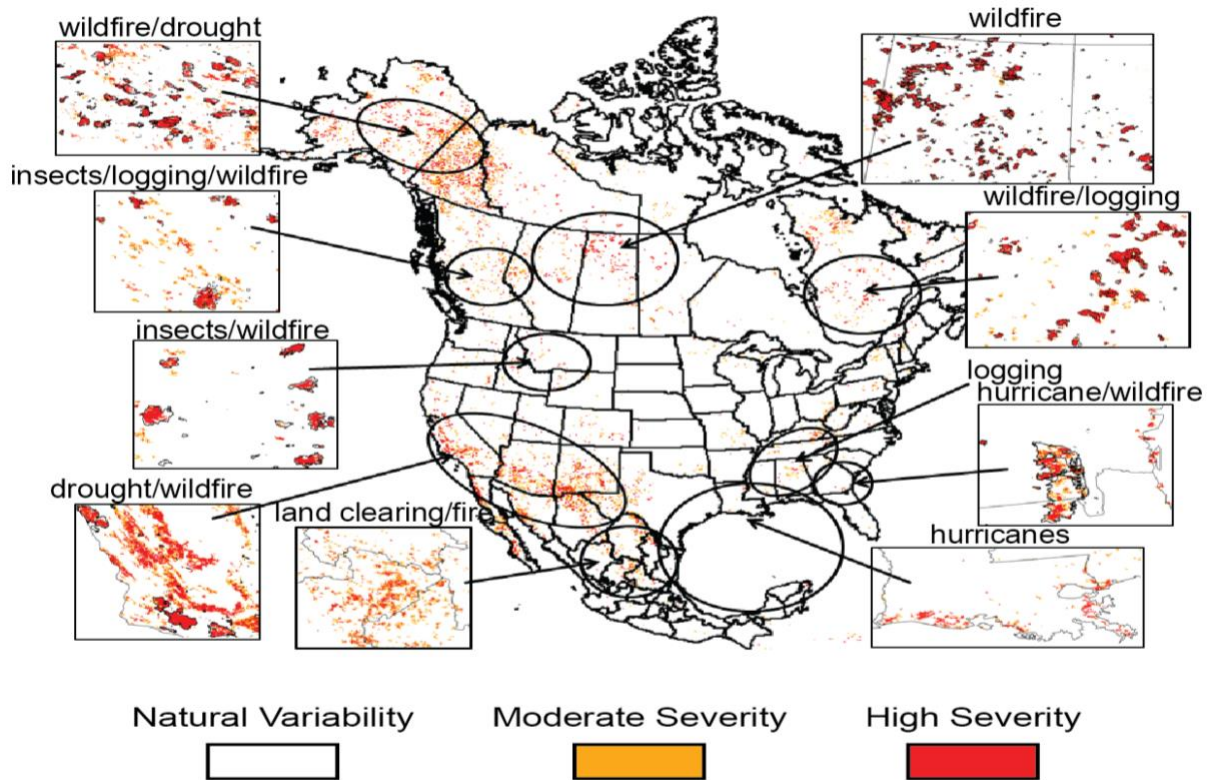 wildfire/drought
wildfire
insects/logging/wildfire
wildfire/logging
insects/wildfire
logging
hurricane/wildfire
drought/wildfire
land clearing/fire
hurricanes
Natural Variability
Moderate Severity
High Severity